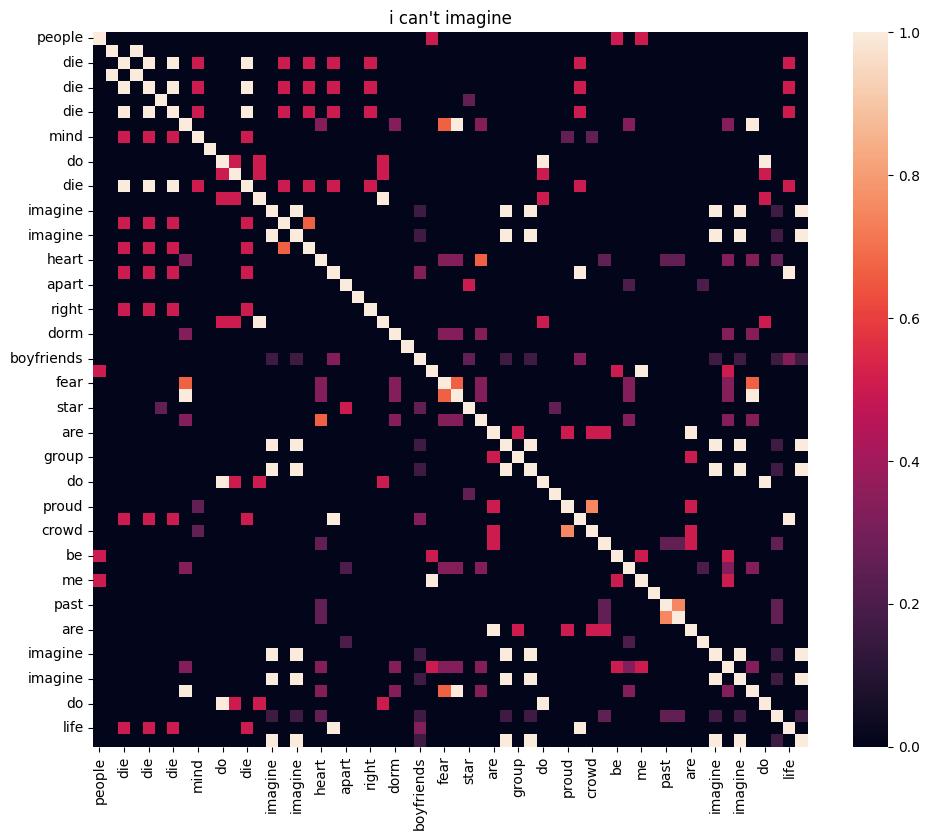 i can't imagine
people
die
die
die
mind
do
die
imagine
imagine
heart
apart
right
dorm
boyfriends
fear
star
are
group
do
proud
crowd
be
me
past
are
imagine
imagine
do
life
1.0
0.8
0.6
0.4
0.2
0.0
people
die
die
die
mind
do
die
imagine
imagine
heart
apart
right
dorm
boyfriends
fear
star
are
group
do
proud
crowd
be
me
past
are
imagine
imagine
do
life